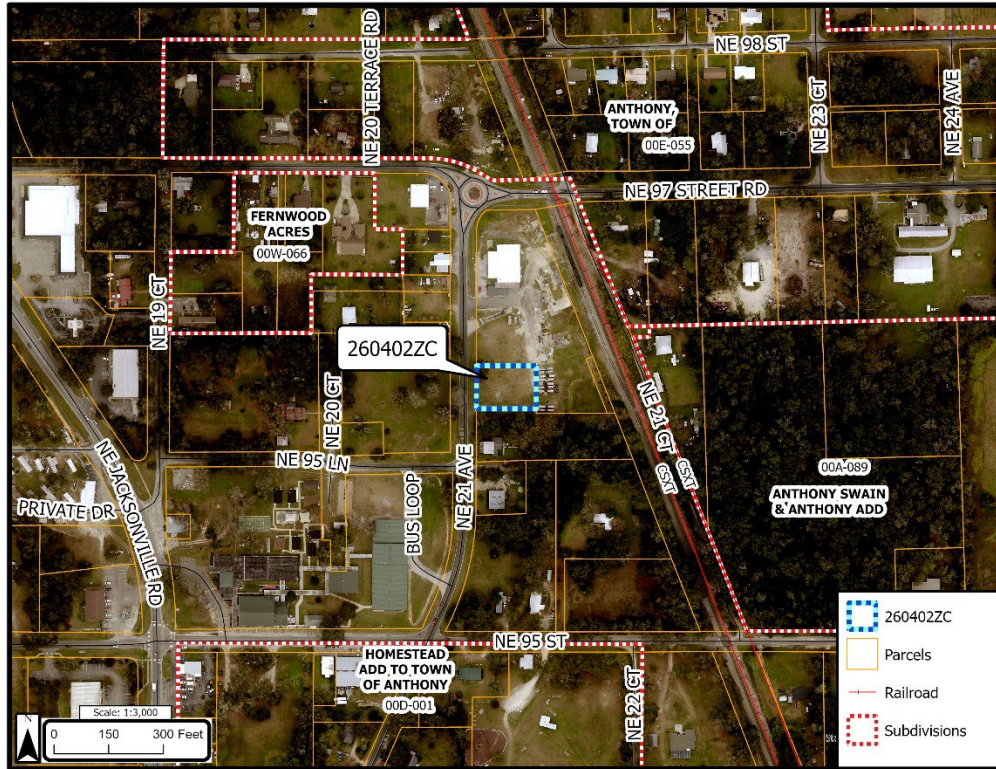 NE 20 TERRACE RD
NE 98 ST
NE 23 CT
NE 24 AVE
ANTHONY,
TOWN OF
00E-055
NE 97 STREET RD
FERNWOOD
ACRES
00W-066
NE 19 CT
260402ZC
NE 20 CT
NE 21 AVE
NE 21 CT
CSXT
CSXT
NE 95 LN
BUS LOOP
NE JACKSONVILLE RD
PRIVATE DR
00A-089
ANTHONY SWAIN
& ANTHONY ADD
NE 95 ST
HOMESTEAD
ADD TO TOWN
OF ANTHONY
00D-001
NE 22 CT
260402ZC
Parcels
Railroad
Subdivisions
N
Scale: 1:3,000
0 150 300 Feet